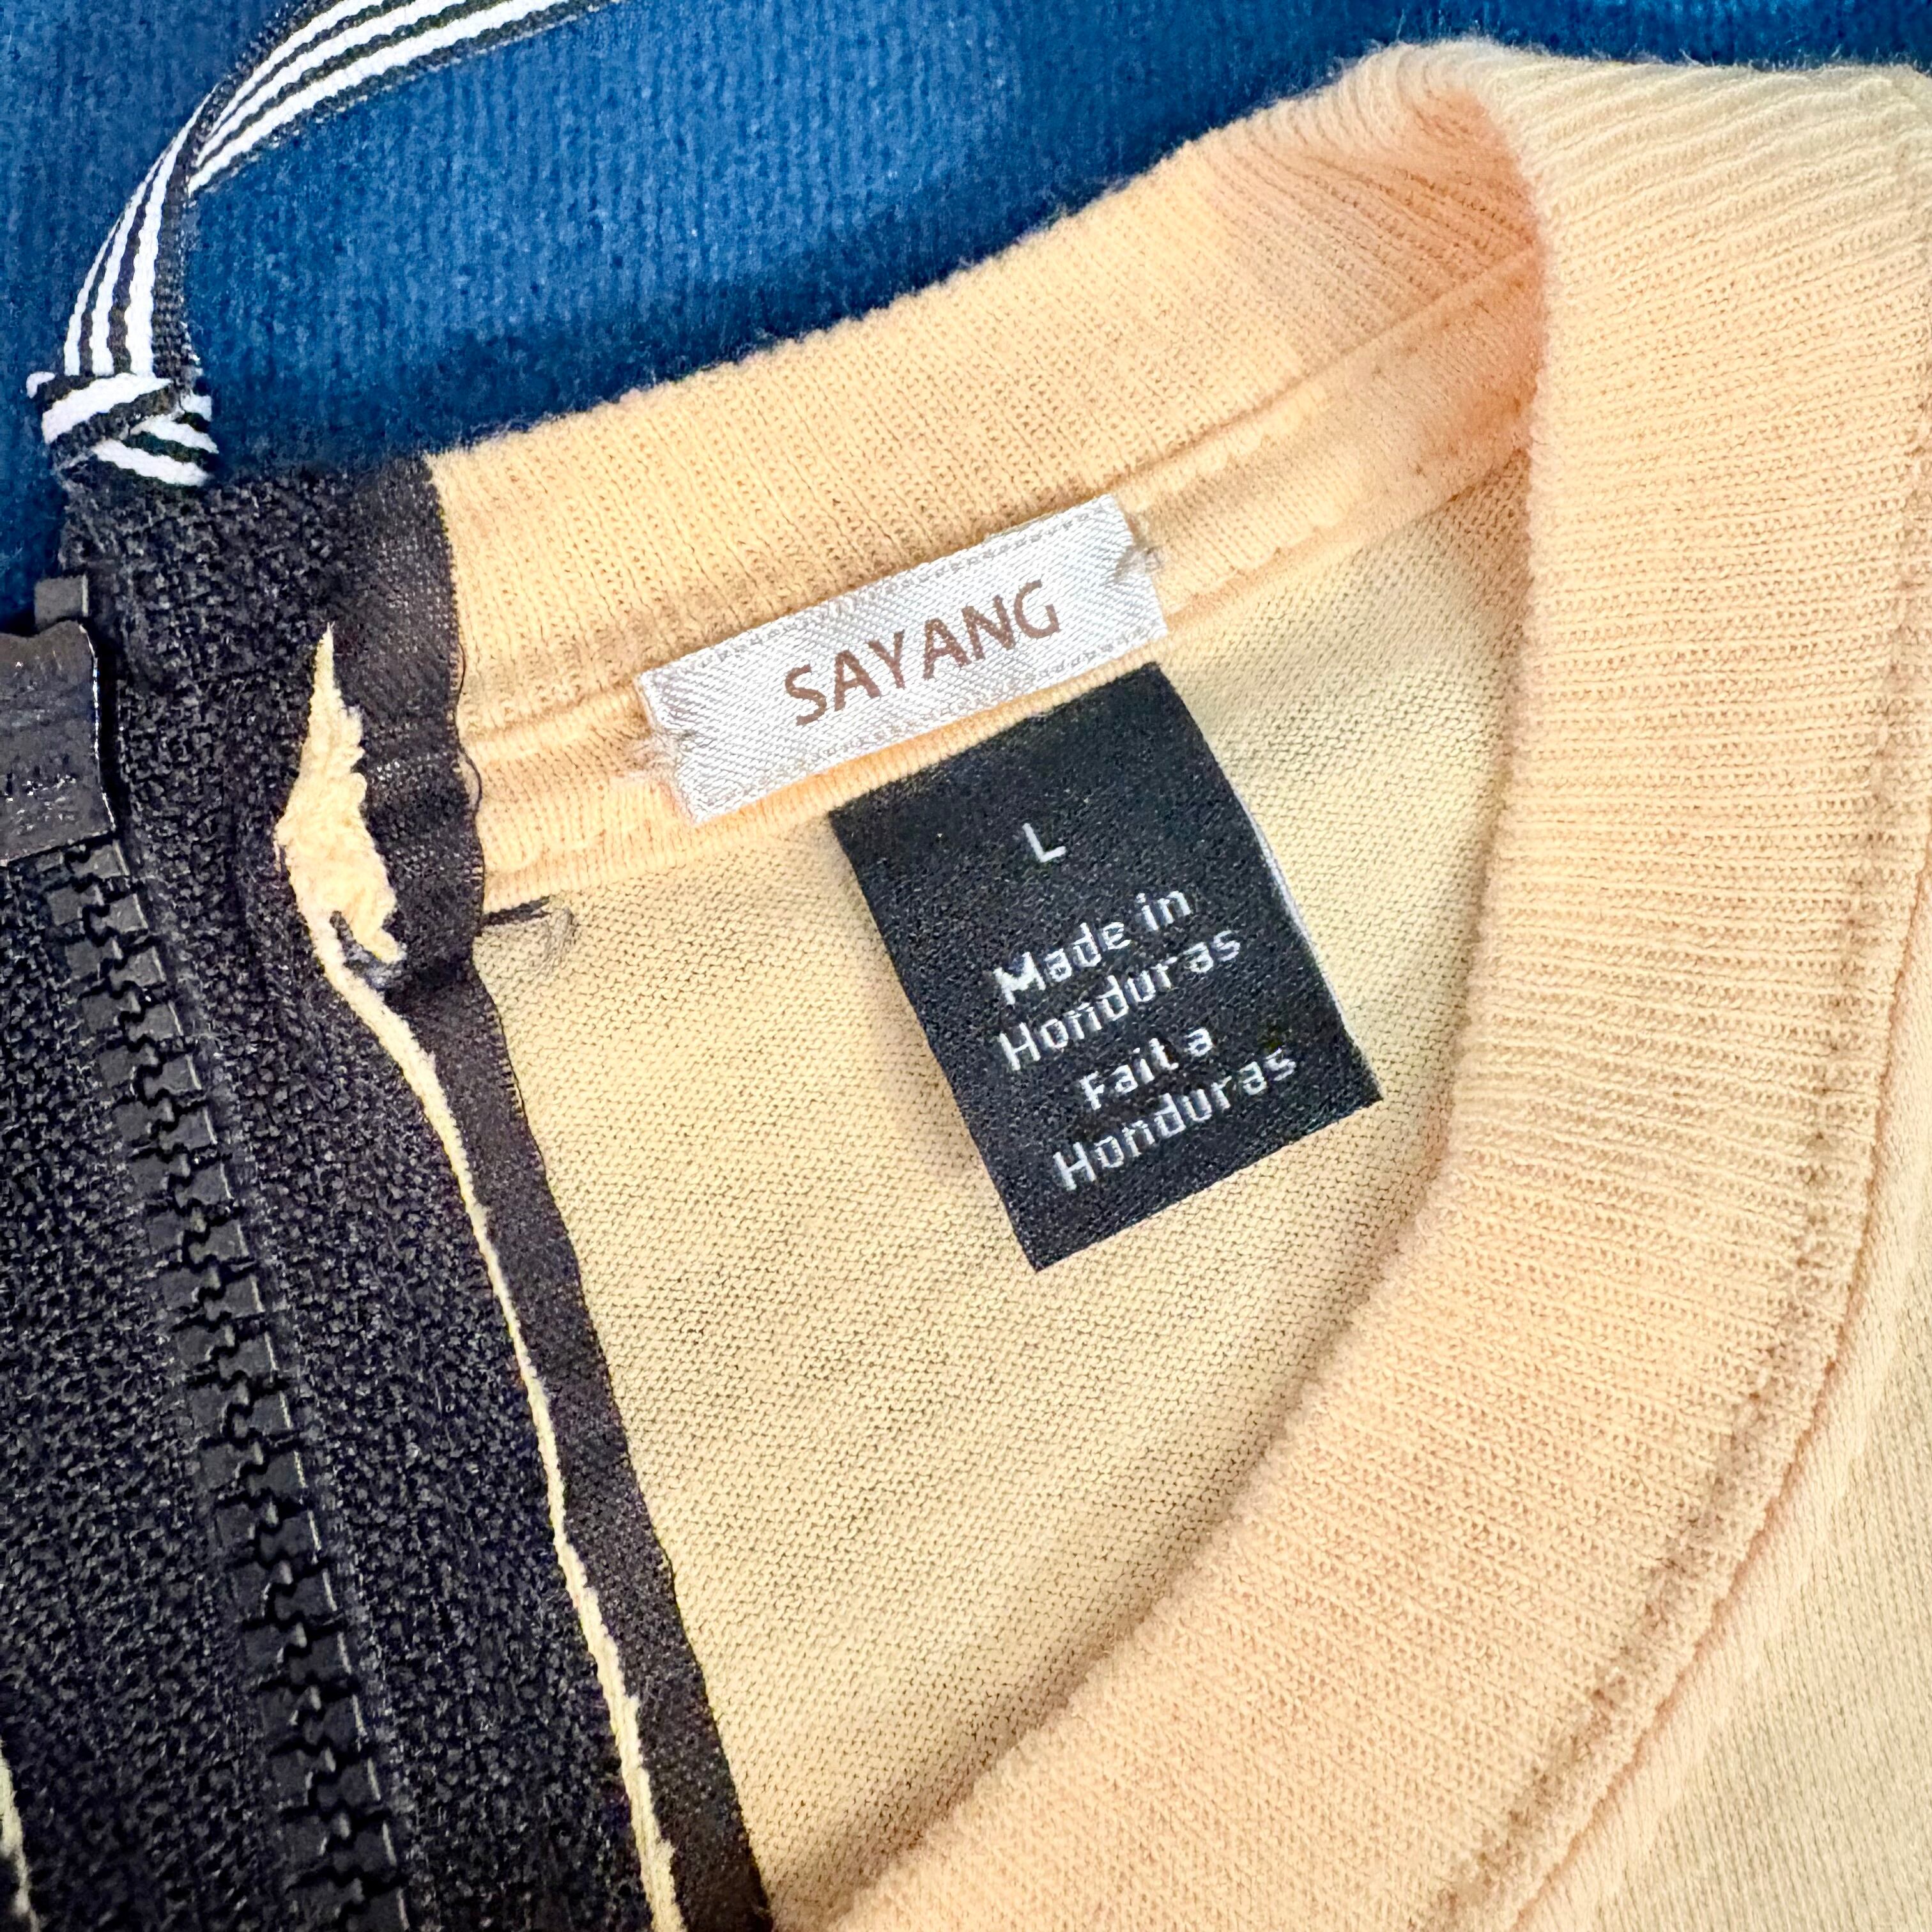 SAYANG
L
Made in
Honduras
Fait a
Honduras